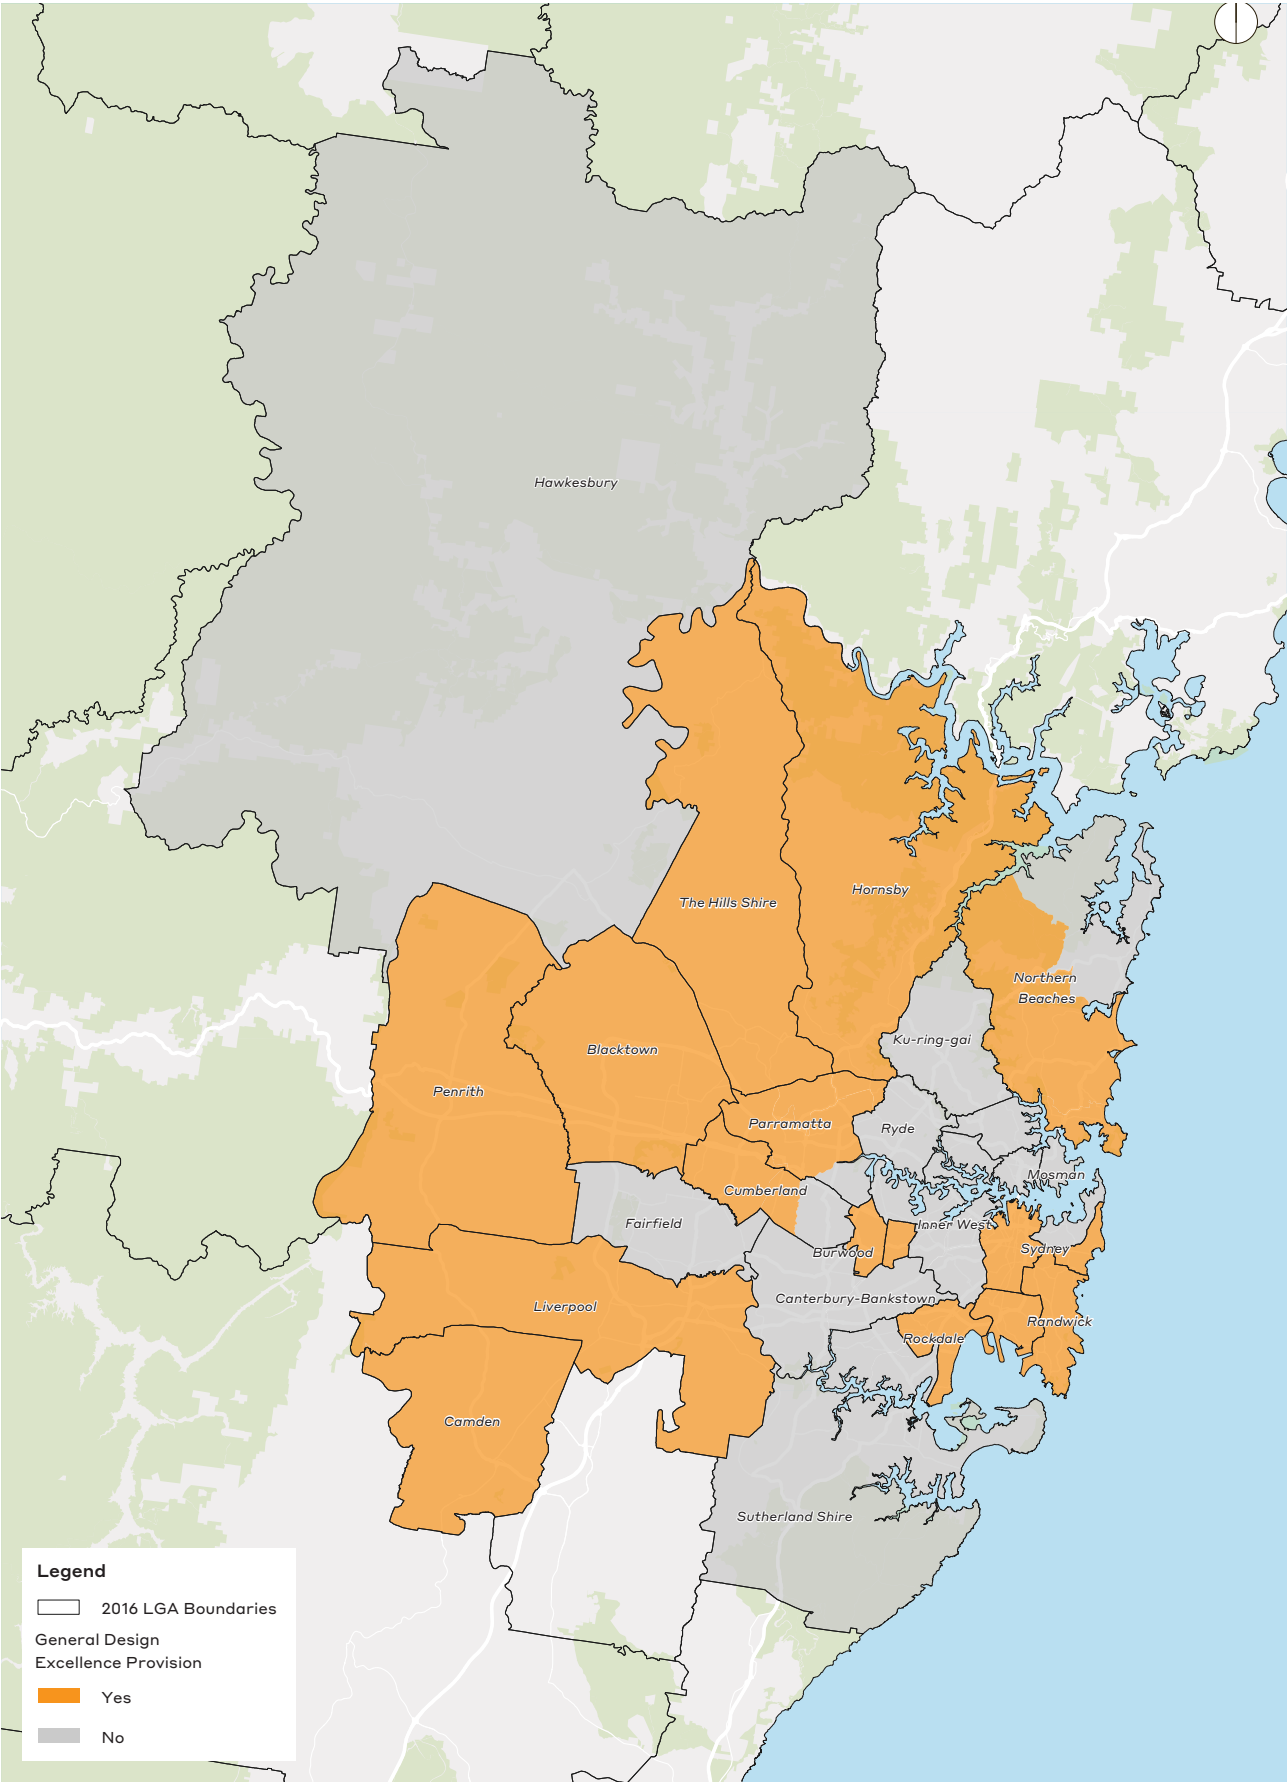 Hawkesbury
The Hills Shire
Hornsby
Northern
Beaches
Ku-ring-gai
Blacktown
Penrith
Parramatta
Ryde
Mosman
Cumberland
Fairfield
Inner West
Burwood
Sydney
Canterbury-Bankstown
Liverpool
Randwick
Rockdale
Camden
Sutherland Shire
Legend
2016 LGA Boundaries
General Design
Excellence Provision
Yes
No